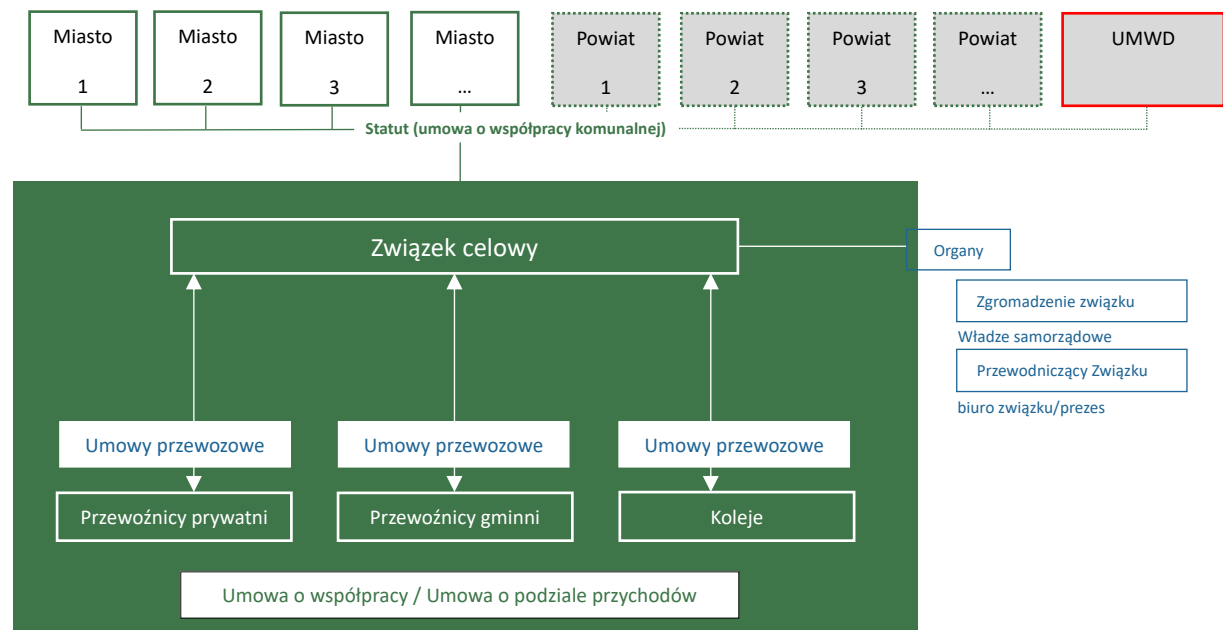 Miasto
1
Miasto
2
Miasto
3
Miasto
...
Powiat
1
Powiat
2
Powiat
3
Powiat
...
UMWD
Statut (umowa o współpracy komunalnej)
Związek celowy
Organy
Zgromadzenie związku
Władze samorządowe
Przewodniczący Związku
biuro związku/prezes
Umowy przewozowe
Umowy przewozowe
Umowy przewozowe
Przewoźnicy prywatni
Przewoźnicy gminni
Koleje
Umowa o współpracy / Umowa o podziale przychodów